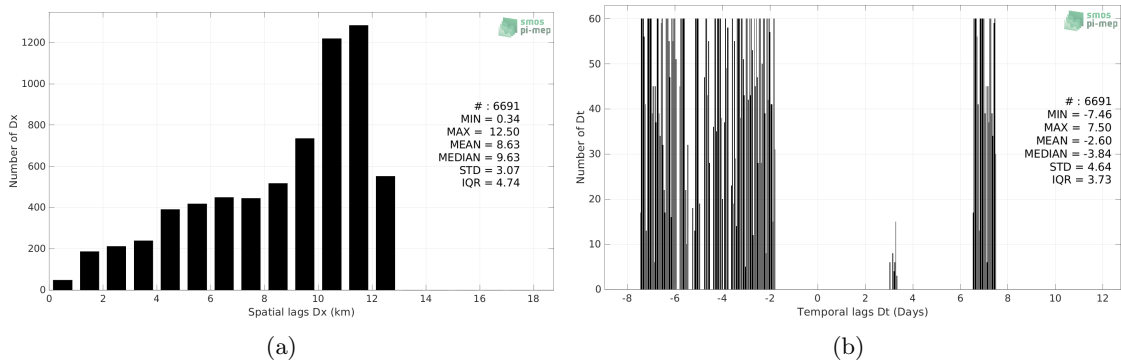 smos
pi-mep
1200
1000
800
600
400
200
0
Number of Dx
# : 6691
MIN = 0.34
MAX = 12.50
MEAN = 8.63
MEDIAN = 9.63
STD = 3.07
IQR = 4.74
0 2 4 6 8 10 12 14 16 18
Spatial lags Dx (km)
(a)
smos
pi-mep
60
50
40
30
20
10
0
Number of Dt
# : 6691
MIN = -7.46
MAX = 7.50
MEAN = -2.60
MEDIAN = -3.84
STD = 4.64
IQR = 3.73
-8 -6 -4 -2 0 2 4 6 8 10 12
Temporal lags Dt (Days)
(b)